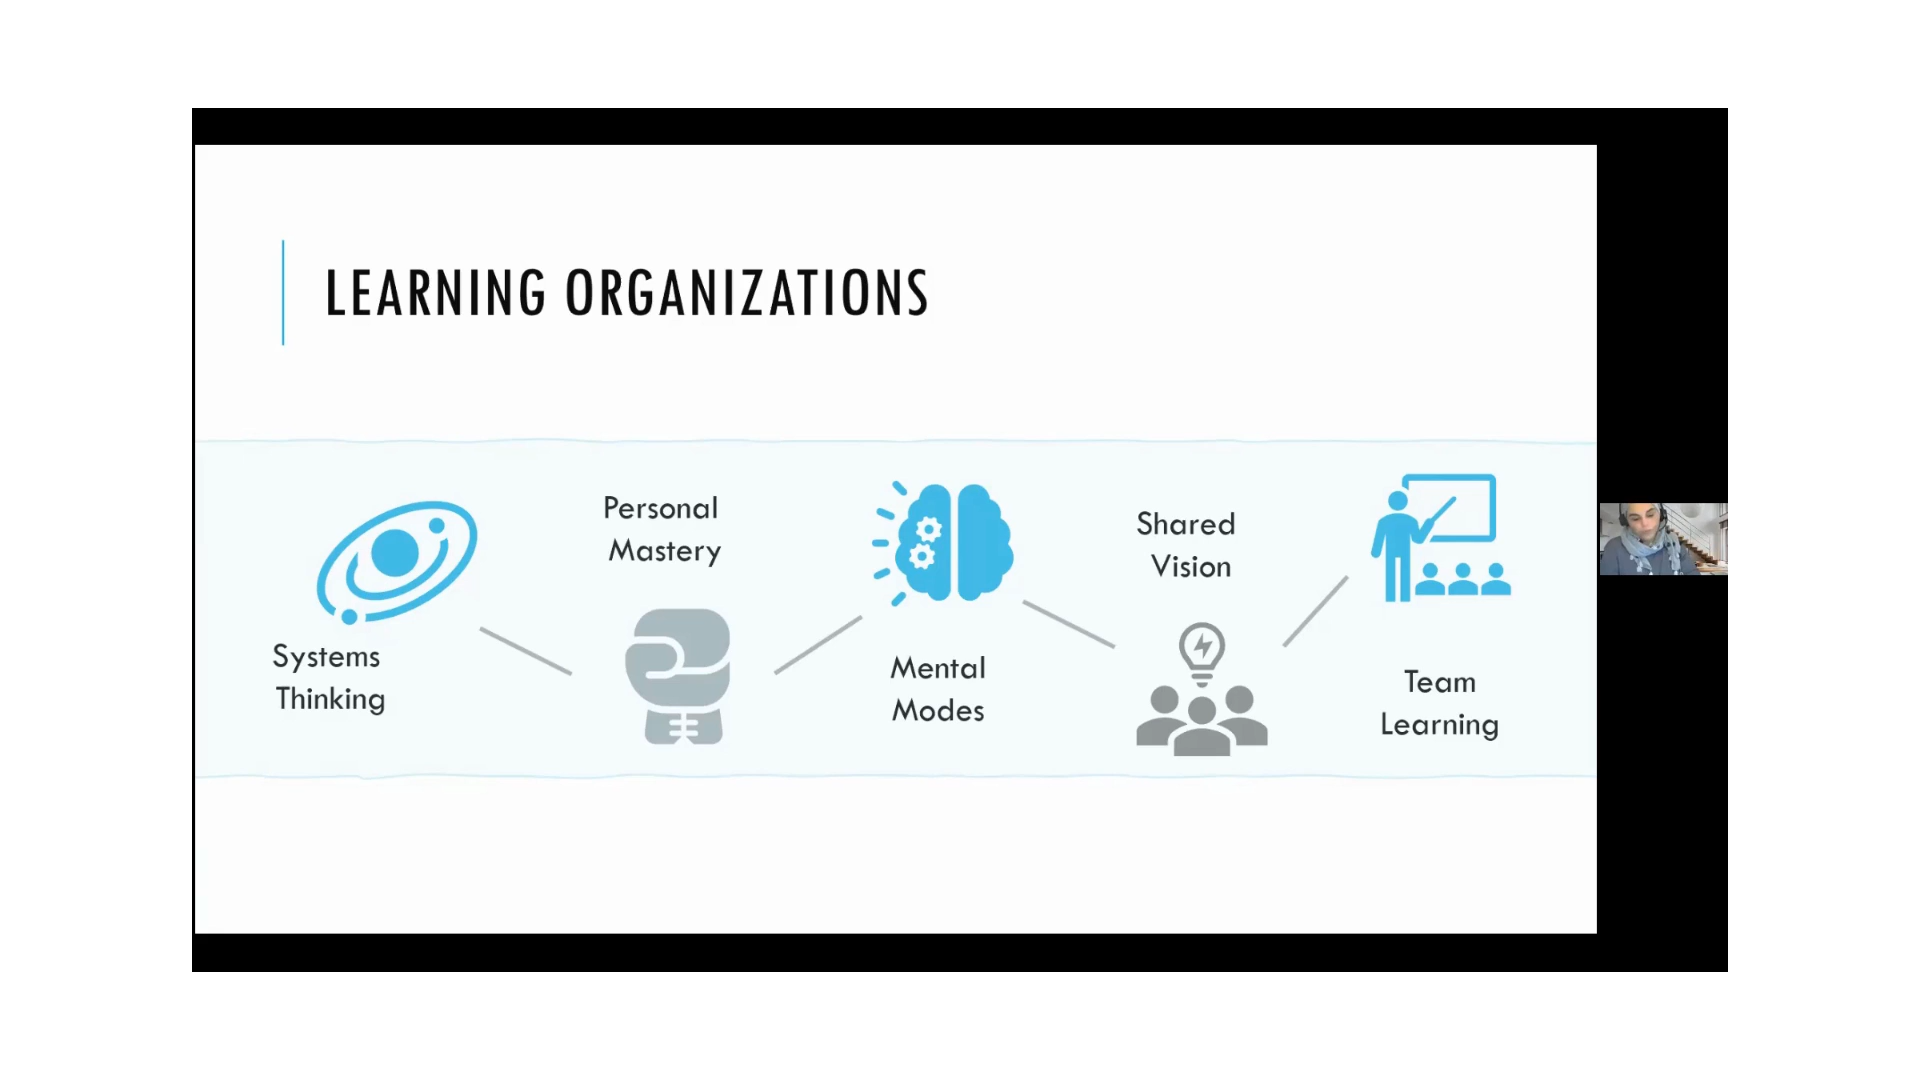 LEARNING ORGANIZATIONS
Systems
Thinking
Personal
Mastery
Mental
Modes
Shared
Vision
Team
Learning